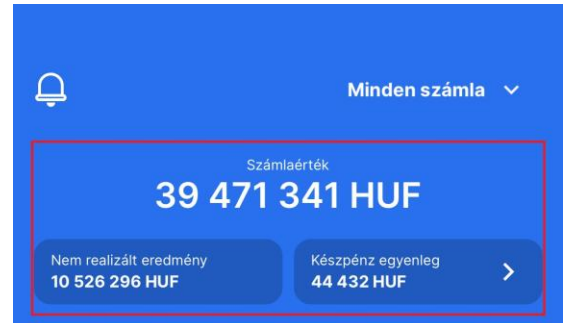 Minden számla
Számlaérték
39 471 341 HUF
Nem realizált eredmény
10 526 296 HUF
Készpénz egyenleg
44 432 HUF